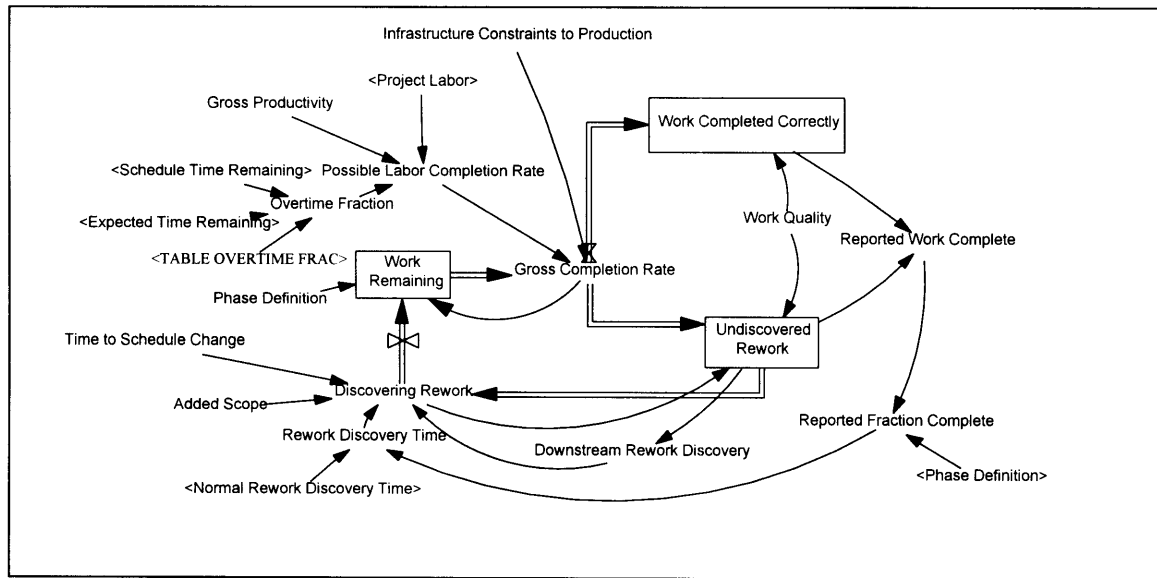 Infrastructure Constraints to Production
<Project Labor>
Gross Productivity
Work Completed Correctly
<Schedule Time Remaining>
Possible Labor Completion Rate
Overtime Fraction
<Expected Time Remaining>
Work Quality
Reported Work Complete
<TABLE OVERTIME FRAC>
Work
Remaining
Gross Completion Rate
Phase Definition
Undiscovered
Rework
Time to Schedule Change
Discovering Rework
Added Scope
Reported Fraction Complete
Rework Discovery Time
Downstream Rework Discovery
<Normal Rework Discovery Time>
<Phase Definition>